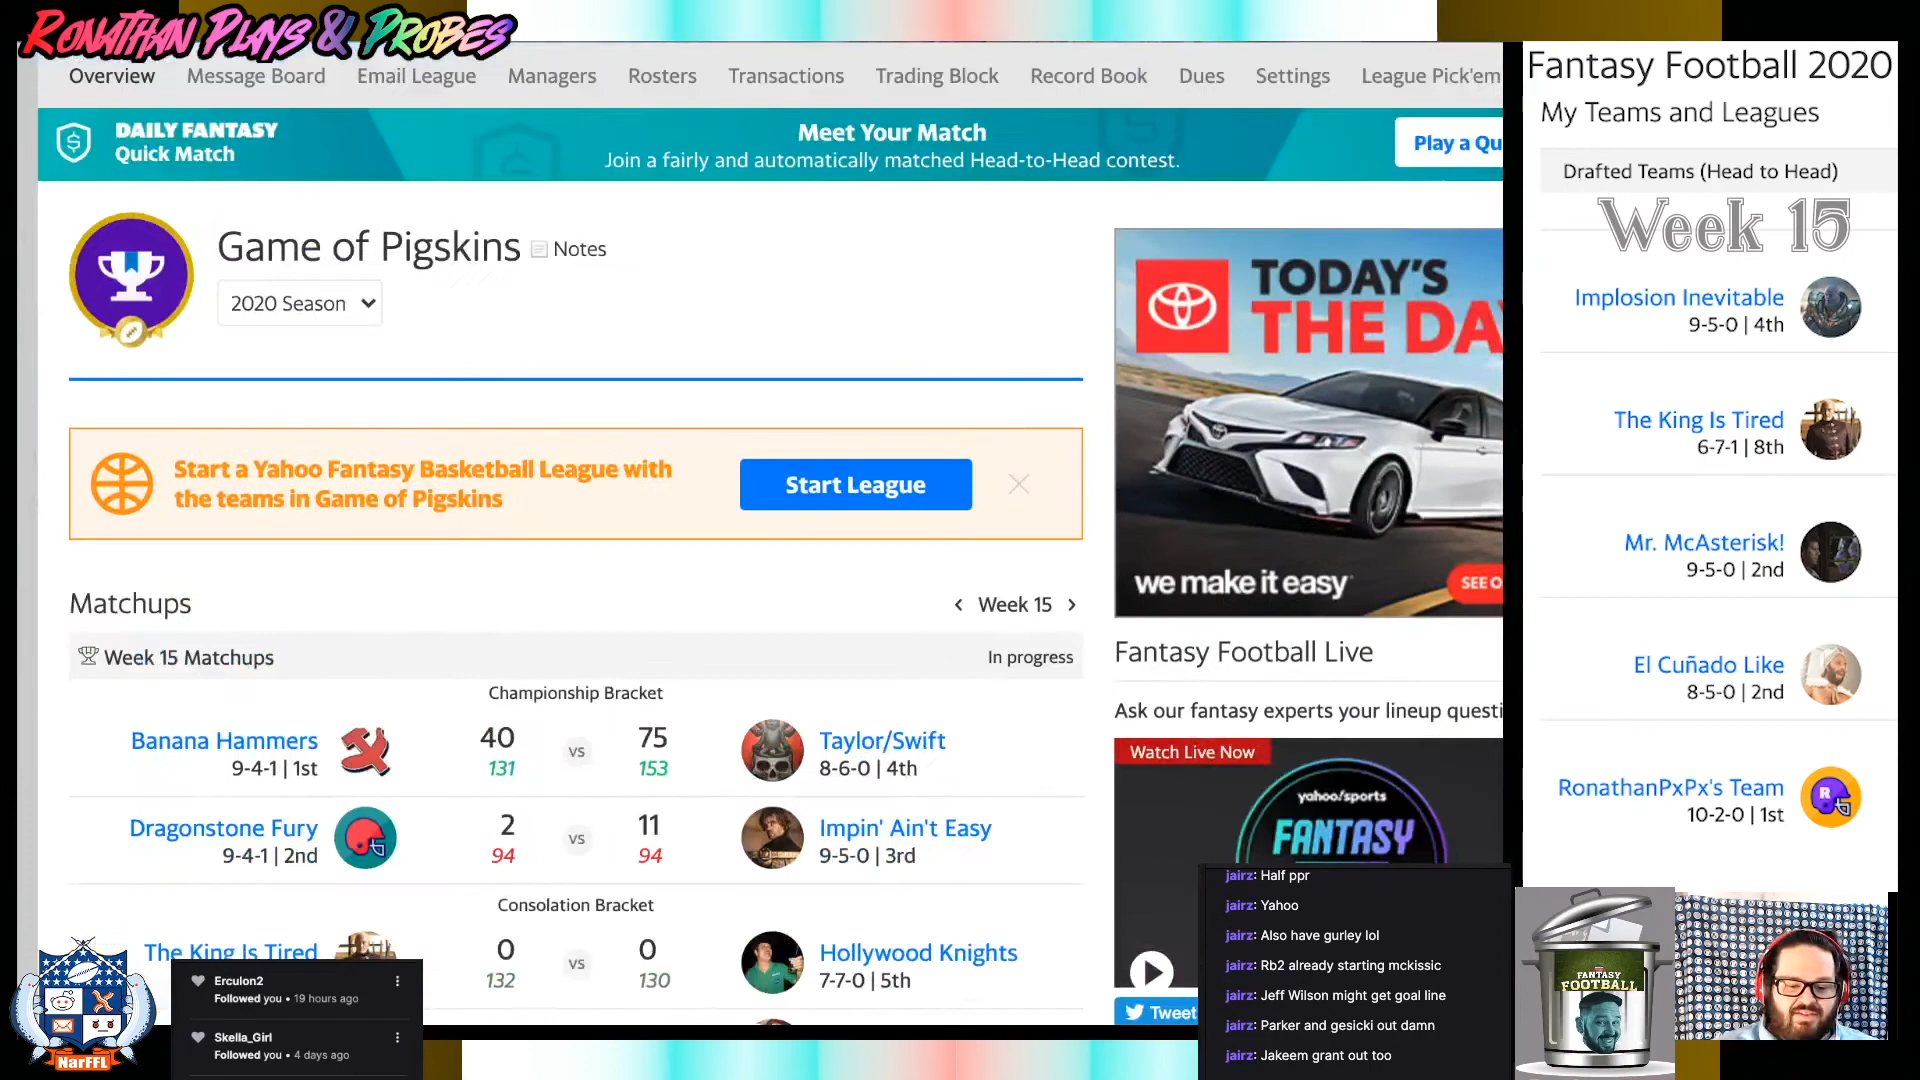 RONATHAN PLAYS & PROBES
Overview Message Board Email League Managers Rosters Transactions Trading Block Record Book Dues Settings League Pick'em
DAILY FANTASY
Quick Match
Meet Your Match
Join a fairly and automatically matched Head-to-Head contest.
Play a Qu
Game of Pigskins Notes
2020 Season
Start a Yahoo Fantasy Basketball League with
the teams in Game of Pigskins
Start League
Matchups
Week 15
Week 15 Matchups
In progress
Championship Bracket
Banana Hammers 40 vs 75 Taylor/Swift
9-4-1 | 1st 131 153 8-6-0 | 4th
Dragonstone Fury 2 vs 11 Impin' Ain't Easy
9-4-1 | 2nd 94 94 9-5-0 | 3rd
Consolation Bracket
The King Is Tired 0 vs 0 Hollywood Knights
132 130 7-7-0 | 5th
TODAY'S
THE DA
we make it easy
SEE O
Fantasy Football Live
Ask our fantasy experts your lineup questi
Watch Live Now
yahoo!sports
FANTASY
Tweet
Fantasy Football 2020
My Teams and Leagues
Drafted Teams (Head to Head)
Week 15
Implosion Inevitable
9-5-0 | 4th
The King Is Tired
6-7-1 | 8th
Mr. McAsterisk!
9-5-0 | 2nd
El Cuñado Like
8-5-0 | 2nd
RonathanPxPx's Team
R
10-2-0 | 1st
jairz: Half ppr
jairz: Yahoo
jairz: Also have gurley lol
jairz: Rb2 already starting mckissic
jairz: Jeff Wilson might get goal line
jairz: Parker and gesicki out damn
jairz: Jakeem grant out too
FANTASY
FOOTBALL
NarFFL
Erculon2
Followed you • 19 hours ago
Skella_Girl
Followed you • 4 days ago